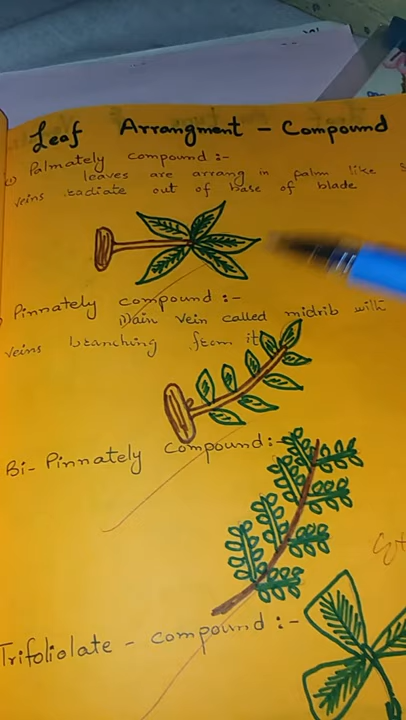 Leaf Arrangment - Compound
Palmately compound :-
leaves are arrang in palm like
veins radiate out of base of blade
Pinnately compound :-
Main vein called midrib with
veins branching from it
Bi-Pinnately compound:-
Trifoliolate - compound :-